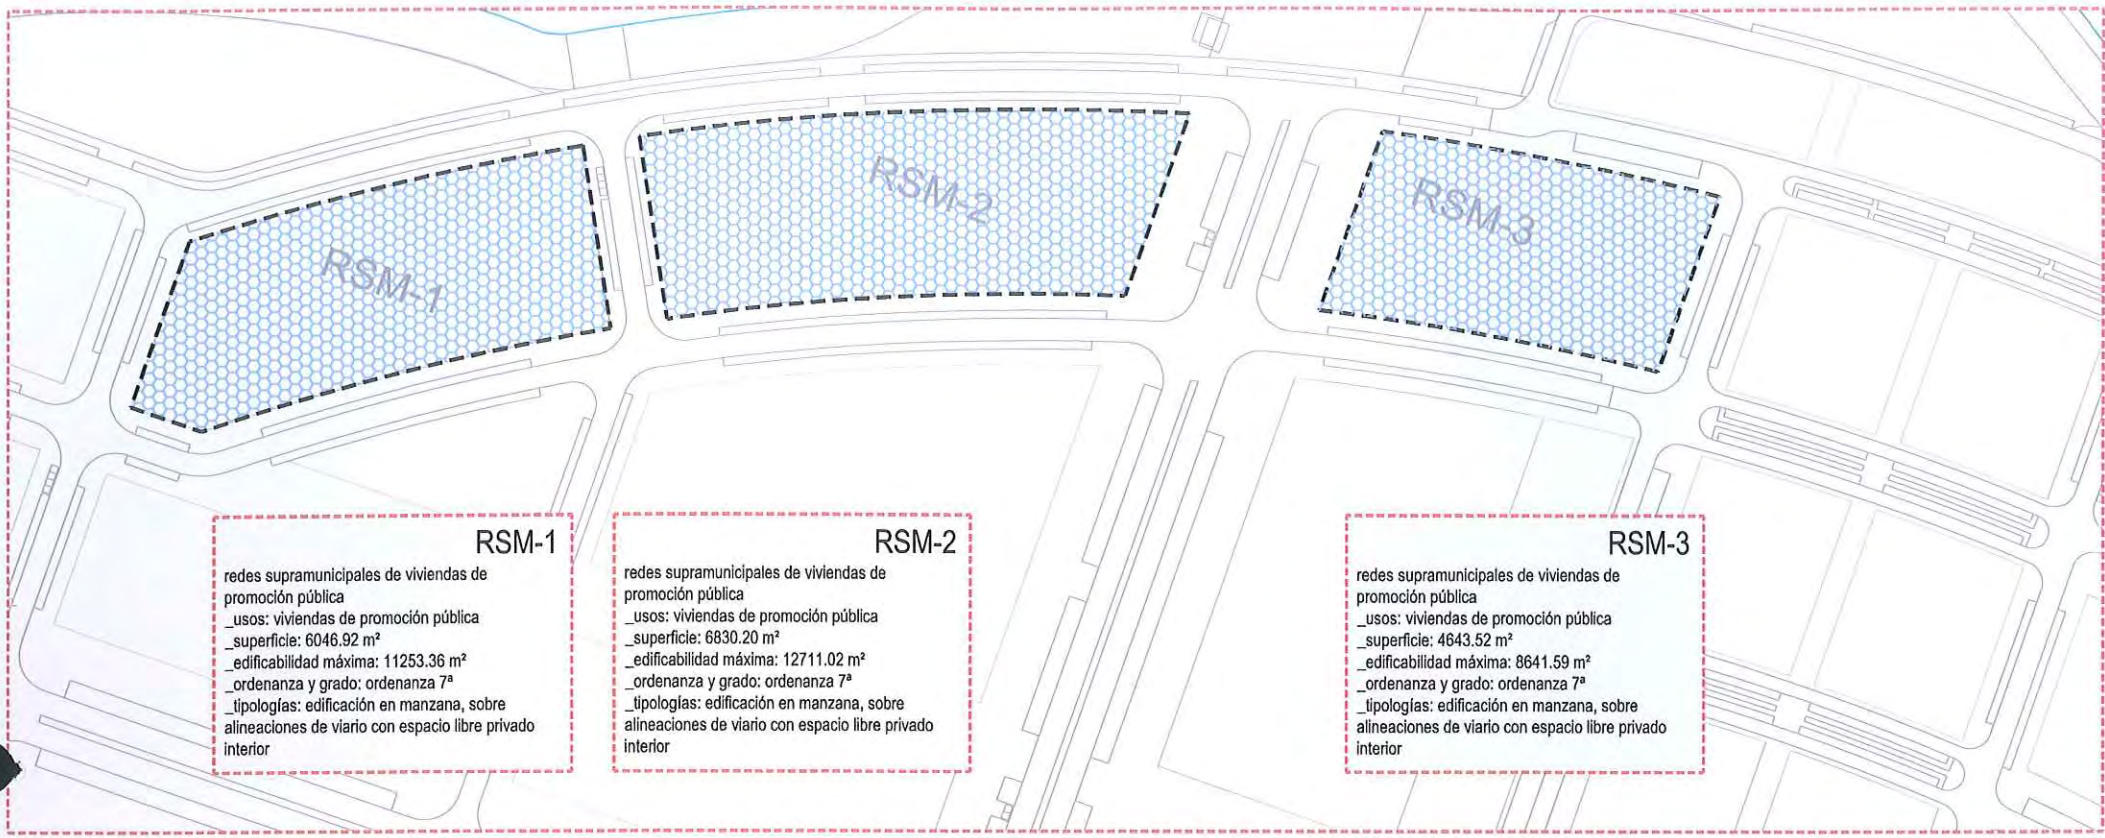 RSM-1
RSM-2
RSM-3
RSM-1
redes supramunicipales de viviendas de
promoción pública
_usos: viviendas de promoción pública
_superficie: 6046.92 m²
_edificabilidad máxima: 11253.36 m²
_ordenanza y grado: ordenanza 7ª
_tipologías: edificación en manzana, sobre
alineaciones de viario con espacio libre privado
interior
RSM-2
redes supramunicipales de viviendas de
promoción pública
_usos: viviendas de promoción pública
_superficie: 6830.20 m²
_edificabilidad máxima: 12711.02 m²
_ordenanza y grado: ordenanza 7ª
_tipologías: edificación en manzana, sobre
alineaciones de viario con espacio libre privado
interior
RSM-3
redes supramunicipales de viviendas de
promoción pública
_usos: viviendas de promoción pública
_superficie: 4643.52 m²
_edificabilidad máxima: 8641.59 m²
_ordenanza y grado: ordenanza 7ª
_tipologías: edificación en manzana, sobre
alineaciones de viario con espacio libre privado
interior